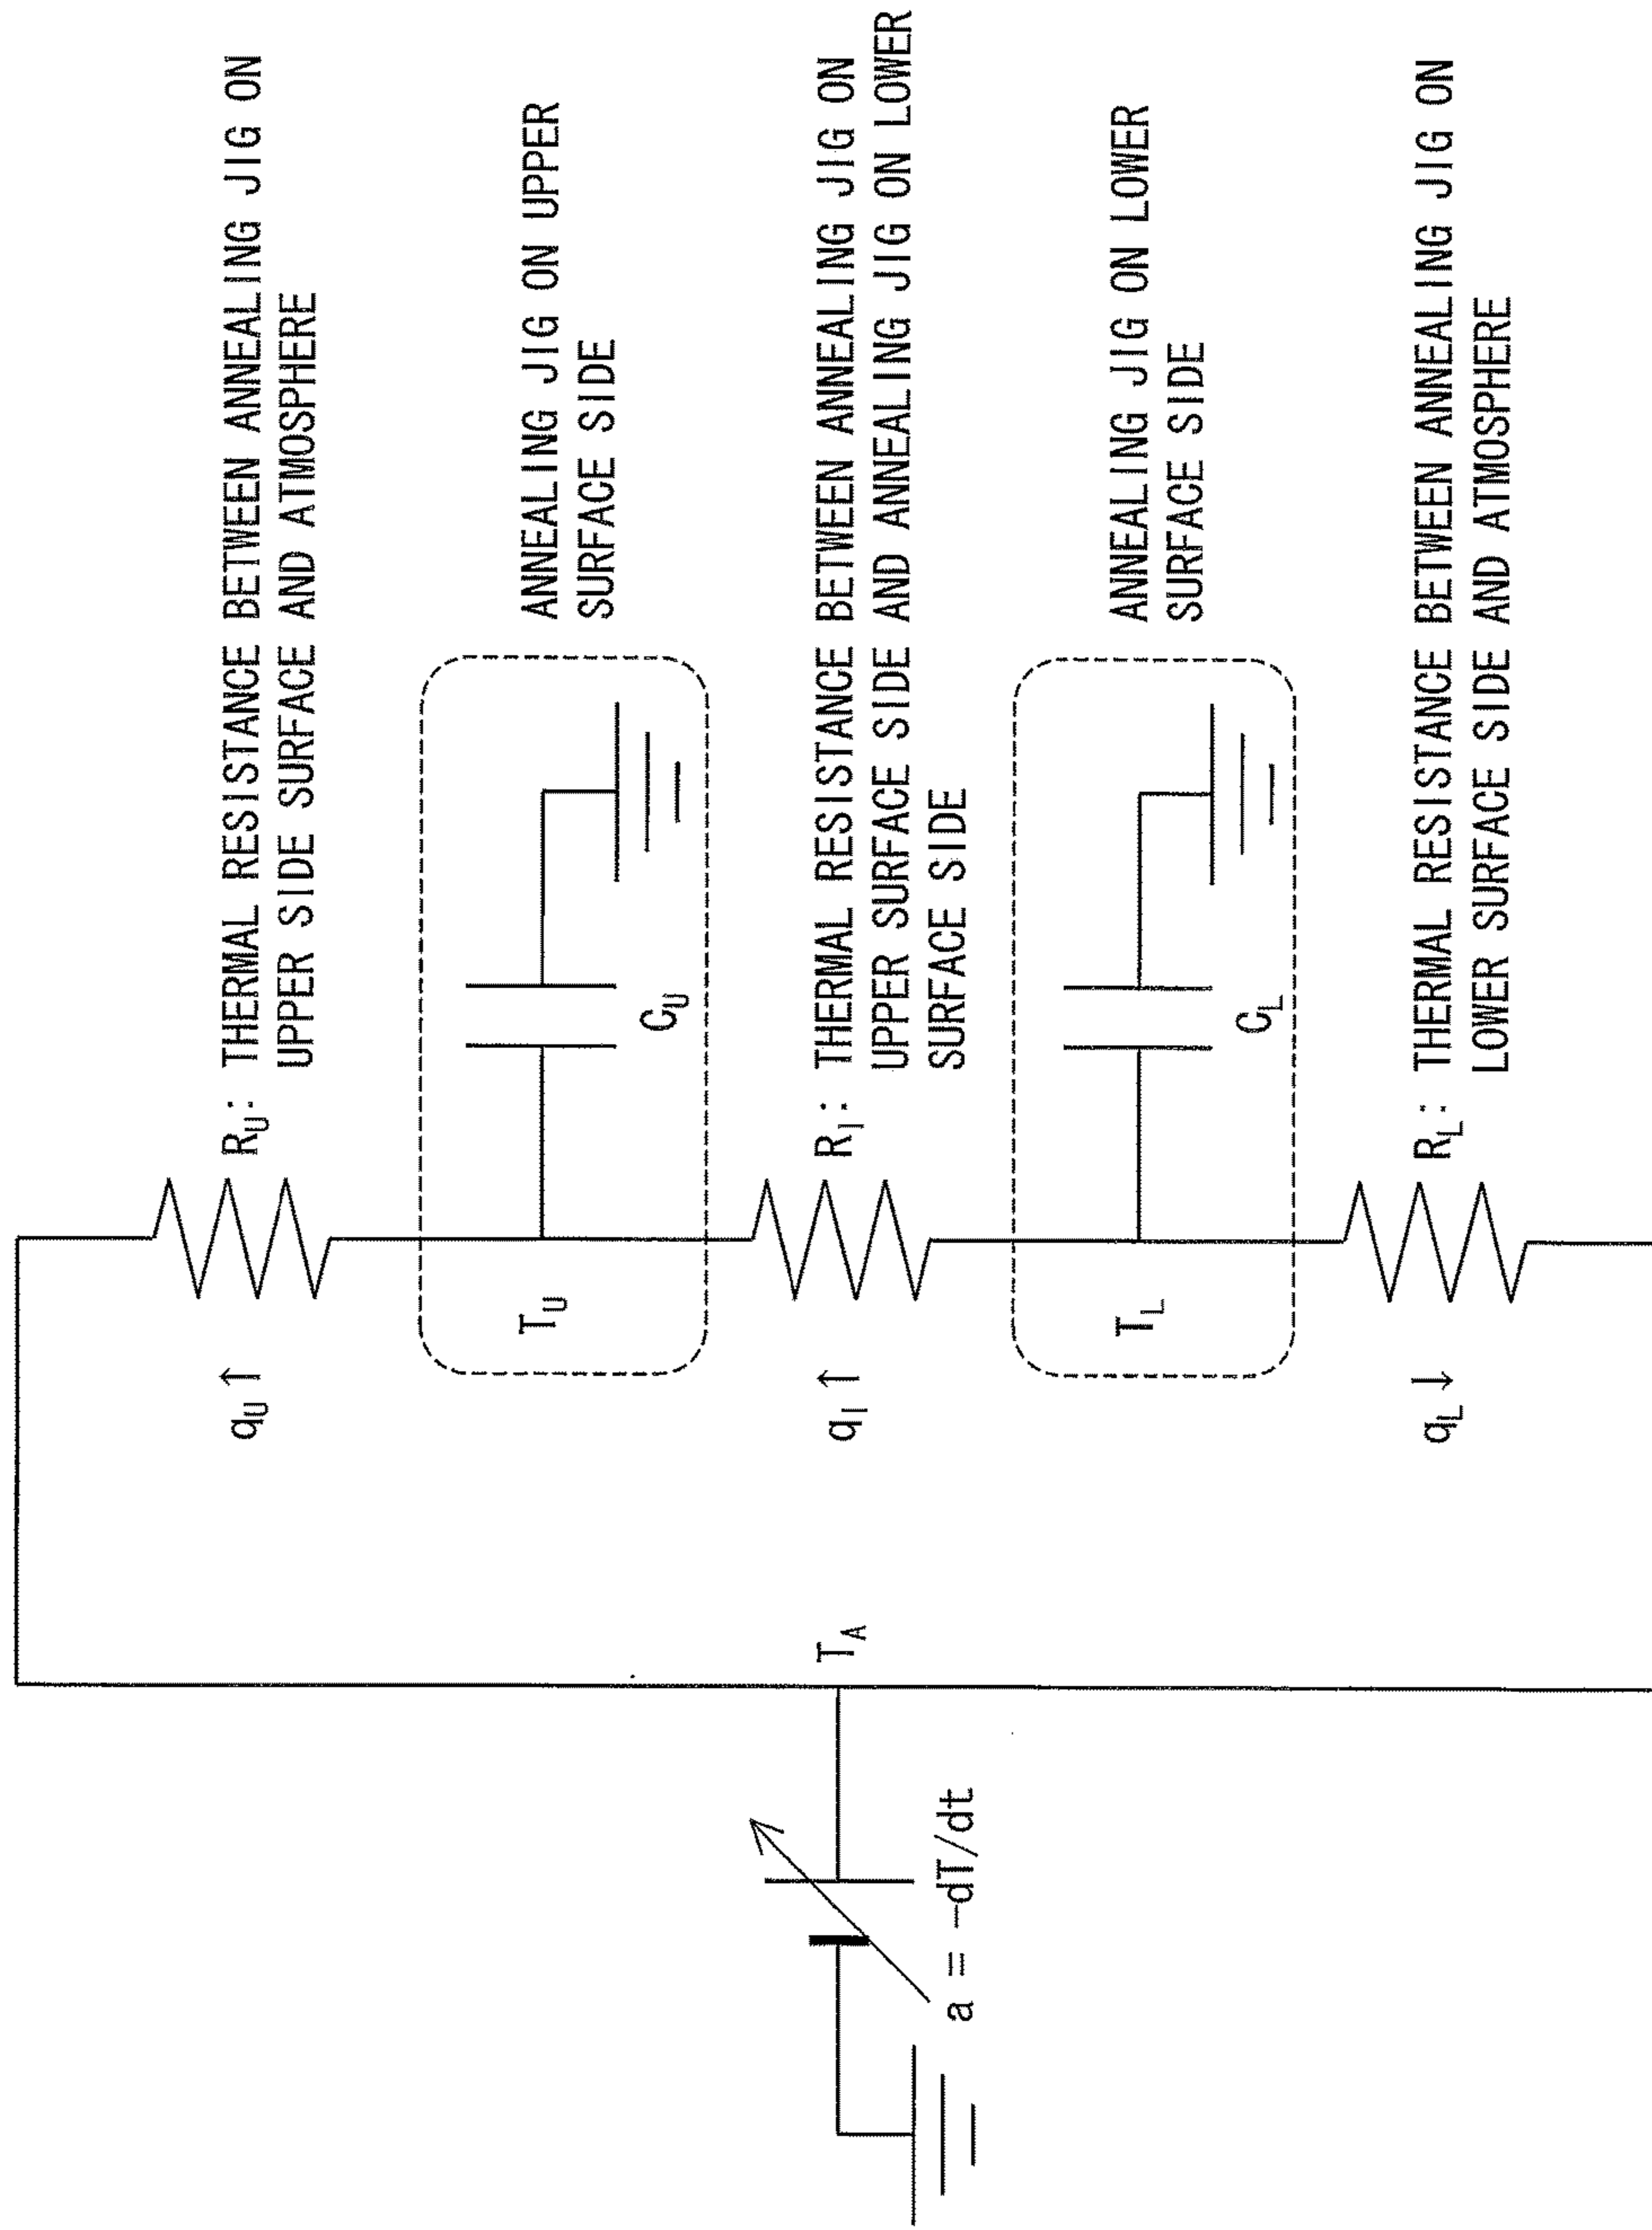 q_U ↑
R_U: THERMAL RESISTANCE BETWEEN ANNEALING JIG ON
UPPER SIDE SURFACE AND ATMOSPHERE
T_U
C_U
ANNEALING JIG ON UPPER
SURFACE SIDE
T_A
q_I ↑
R_I: THERMAL RESISTANCE BETWEEN ANNEALING JIG ON
UPPER SURFACE SIDE AND ANNEALING JIG ON LOWER
SURFACE SIDE
a = -dT/dt
T_L
C_L
ANNEALING JIG ON LOWER
SURFACE SIDE
q_L ↓
R_L: THERMAL RESISTANCE BETWEEN ANNEALING JIG ON
LOWER SURFACE SIDE AND ATMOSPHERE